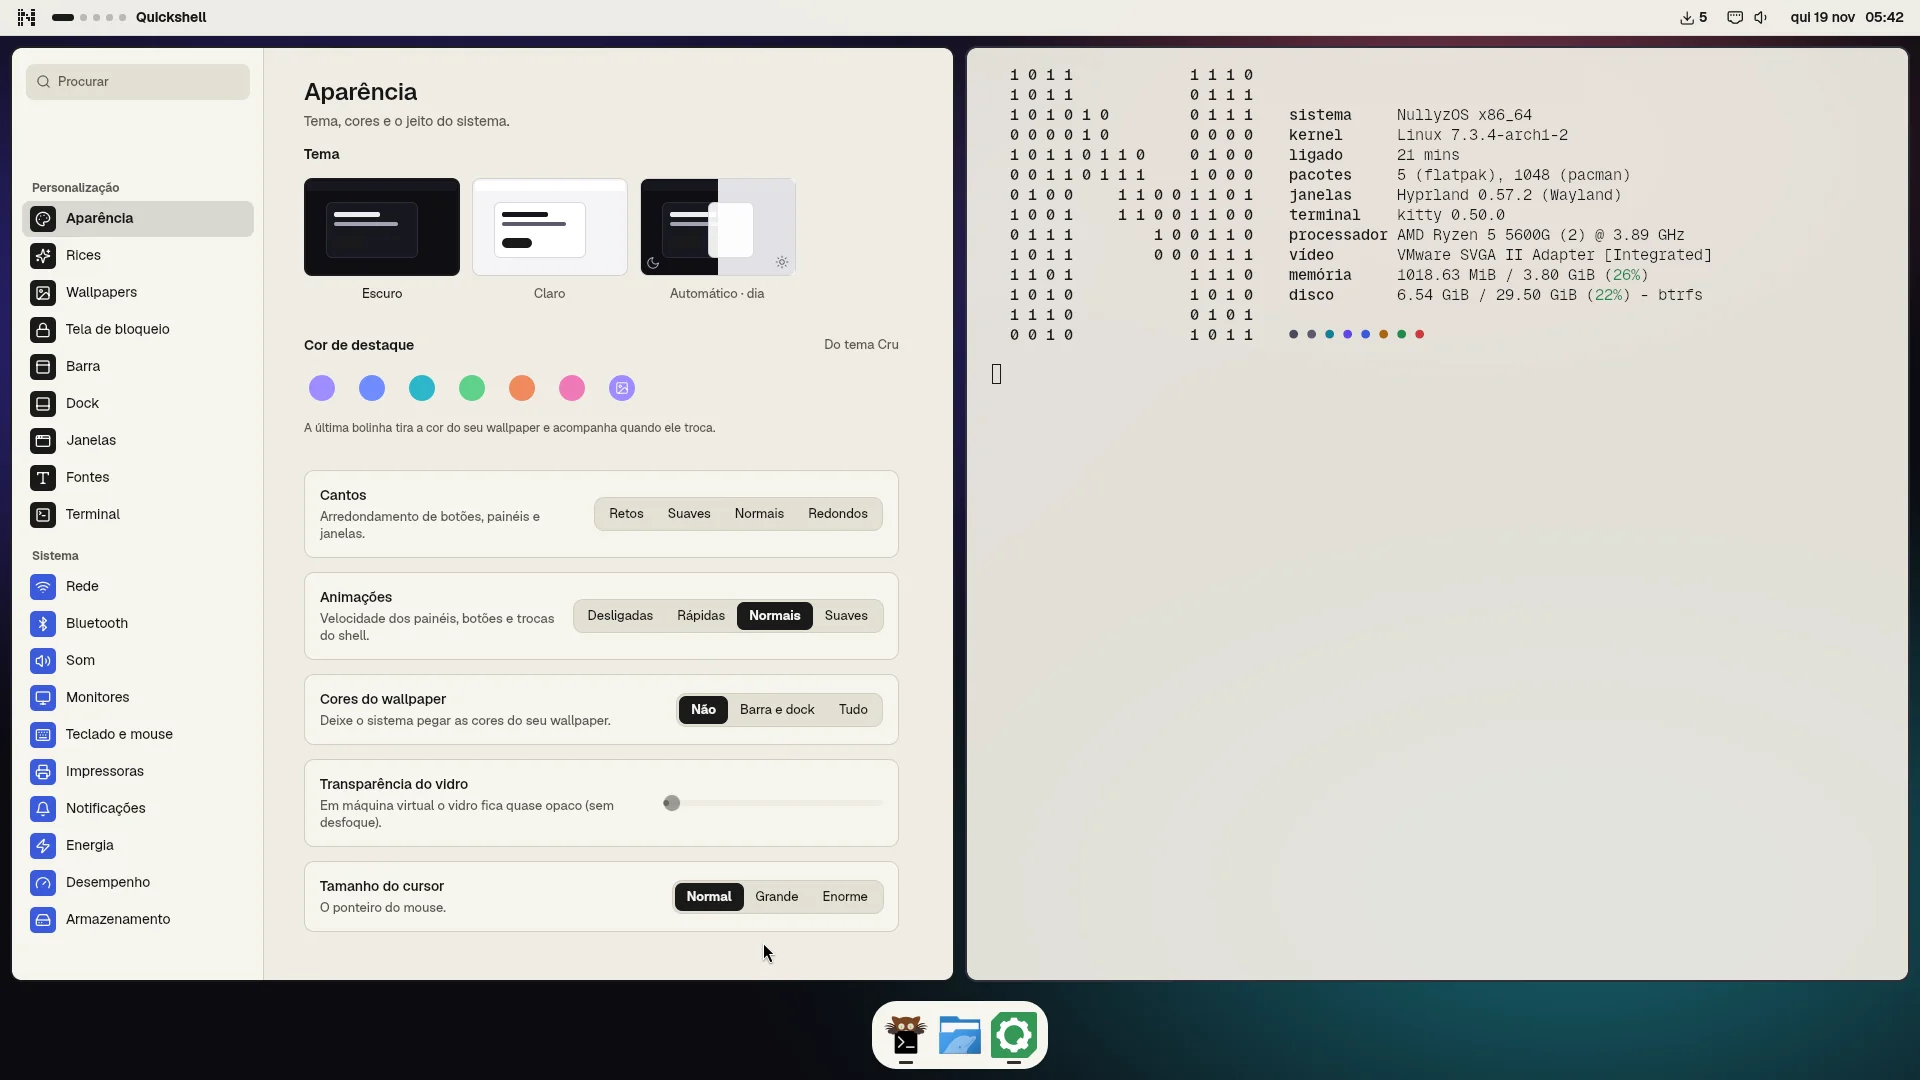 Quickshell
5
qui 19 nov 05:42
Procurar
Personalização
Aparência
Rices
Wallpapers
Tela de bloqueio
Barra
Dock
Janelas
Fontes
Terminal
Sistema
Rede
Bluetooth
Som
Monitores
Teclado e mouse
Impressoras
Notificações
Energia
Desempenho
Armazenamento
Aparência
Tema, cores e o jeito do sistema.
Tema
Escuro
Claro
Automático · dia
Cor de destaque
Do tema Cru
A última bolinha tira a cor do seu wallpaper e acompanha quando ele troca.
Cantos
Arredondamento de botões, painéis e
janelas.
Retos Suaves Normais Redondos
Animações
Velocidade dos painéis, botões e trocas
do shell.
Desligadas Rápidas Normais Suaves
Cores do wallpaper
Deixe o sistema pegar as cores do seu wallpaper.
Não Barra e dock Tudo
Transparência do vidro
Em máquina virtual o vidro fica quase opaco (sem
desfoque).
Tamanho do cursor
O ponteiro do mouse.
Normal Grande Enorme
1 0 1 1 1 1 1 0
1 0 1 1 0 1 1 1
1 0 1 0 1 0 0 1 1 1 sistema NullyzOS x86_64
0 0 0 0 1 0 0 0 0 0 kernel Linux 7.3.4-arch1-2
1 0 1 1 0 1 1 0 0 1 0 0 ligado 21 mins
0 0 1 1 0 1 1 1 1 0 0 0 pacotes 5 (flatpak), 1048 (pacman)
0 1 0 0 1 1 0 0 1 1 0 1 janelas Hyprland 0.57.2 (Wayland)
1 0 0 1 1 1 0 0 1 1 0 0 terminal kitty 0.50.0
0 1 1 1 1 0 0 1 1 0 processador AMD Ryzen 5 5600G (2) @ 3.89 GHz
1 0 1 1 0 0 0 1 1 1 vídeo VMware SVGA II Adapter [Integrated]
1 1 0 1 1 1 1 0 memória 1018.63 MiB / 3.80 GiB (26%)
1 0 1 0 1 0 1 0 disco 6.54 GiB / 29.50 GiB (22%) - btrfs
1 1 1 0 0 1 0 1
0 0 1 0 1 0 1 1